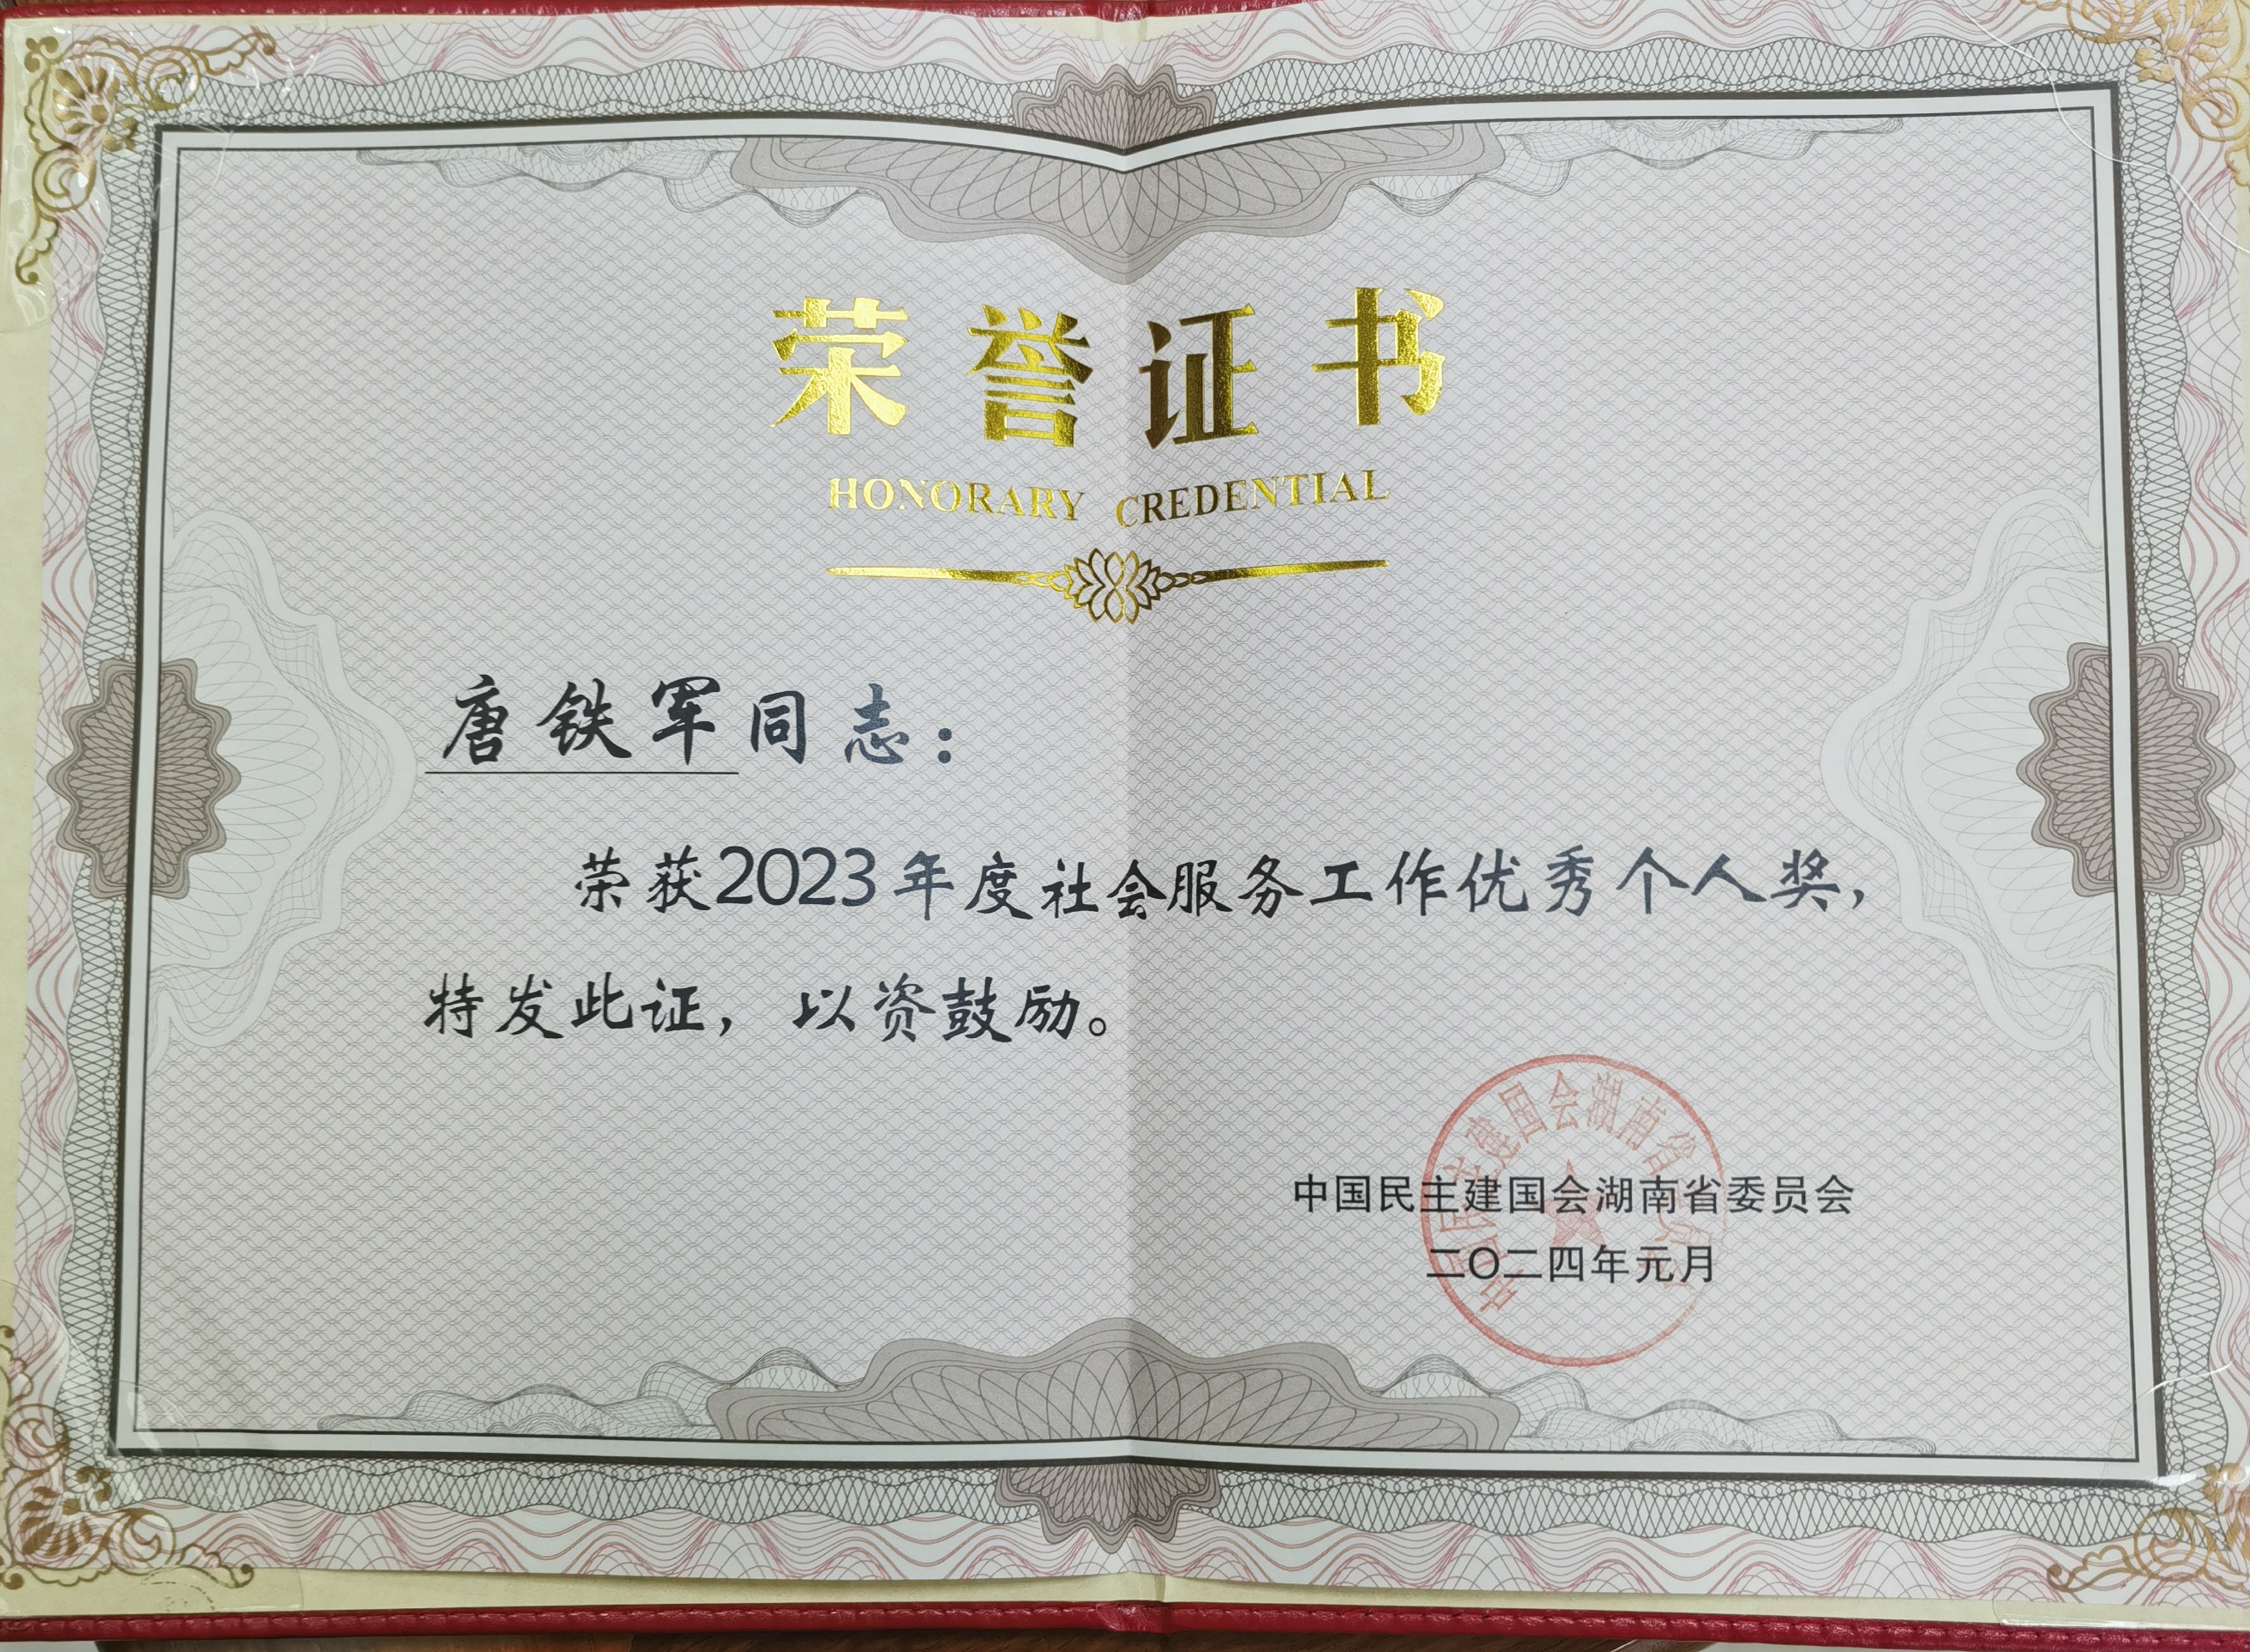 荣誉证书
HONORARY CREDENTIAL
唐铁军同志：
荣获2023年度社会服务工作优秀个人奖，
特发此证，以资鼓励。
中国民主建国会湖南省委员会
二〇二四年元月